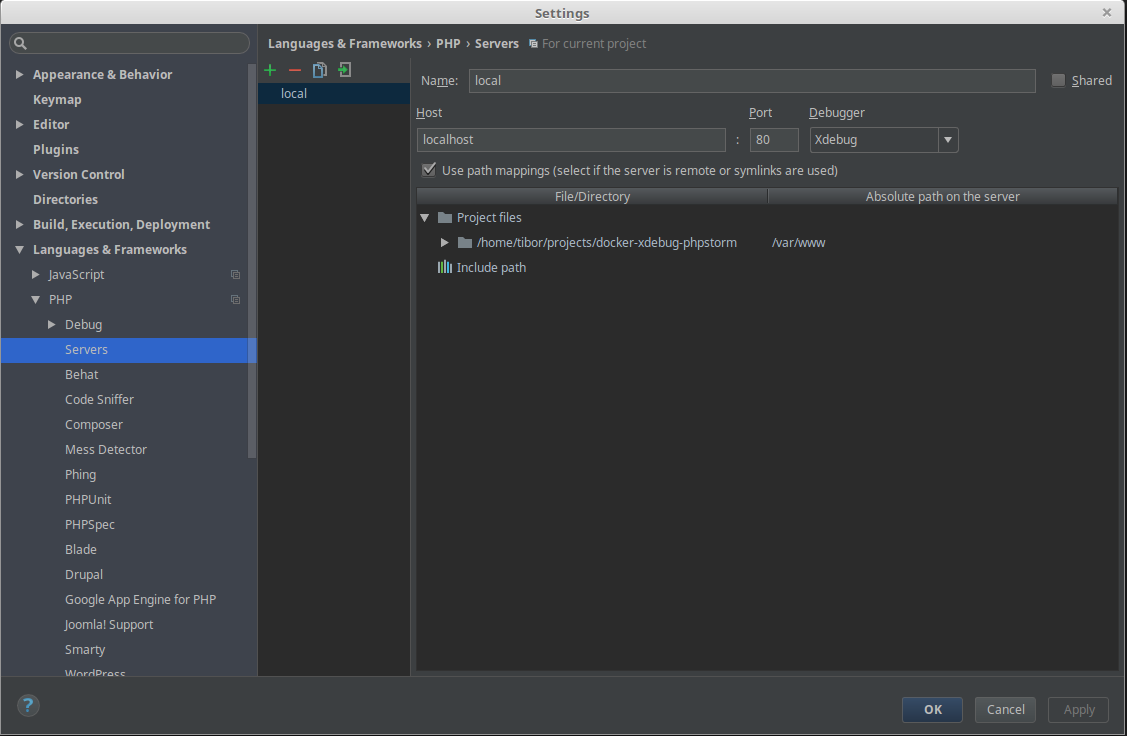 Settings
Languages & Frameworks › PHP › Servers For current project
Appearance & Behavior
Keymap
Editor
Plugins
Version Control
Directories
Build, Execution, Deployment
Languages & Frameworks
JavaScript
PHP
Debug
Servers
Behat
Code Sniffer
Composer
Mess Detector
Phing
PHPUnit
PHPSpec
Blade
Drupal
Google App Engine for PHP
Joomla! Support
Smarty
WordPress
local
Name: local Shared
Host Port Debugger
localhost : 80 Xdebug
Use path mappings (select if the server is remote or symlinks are used)
File/Directory Absolute path on the server
Project files
/home/tibor/projects/docker-xdebug-phpstorm /var/www
Include path
?
OK Cancel Apply